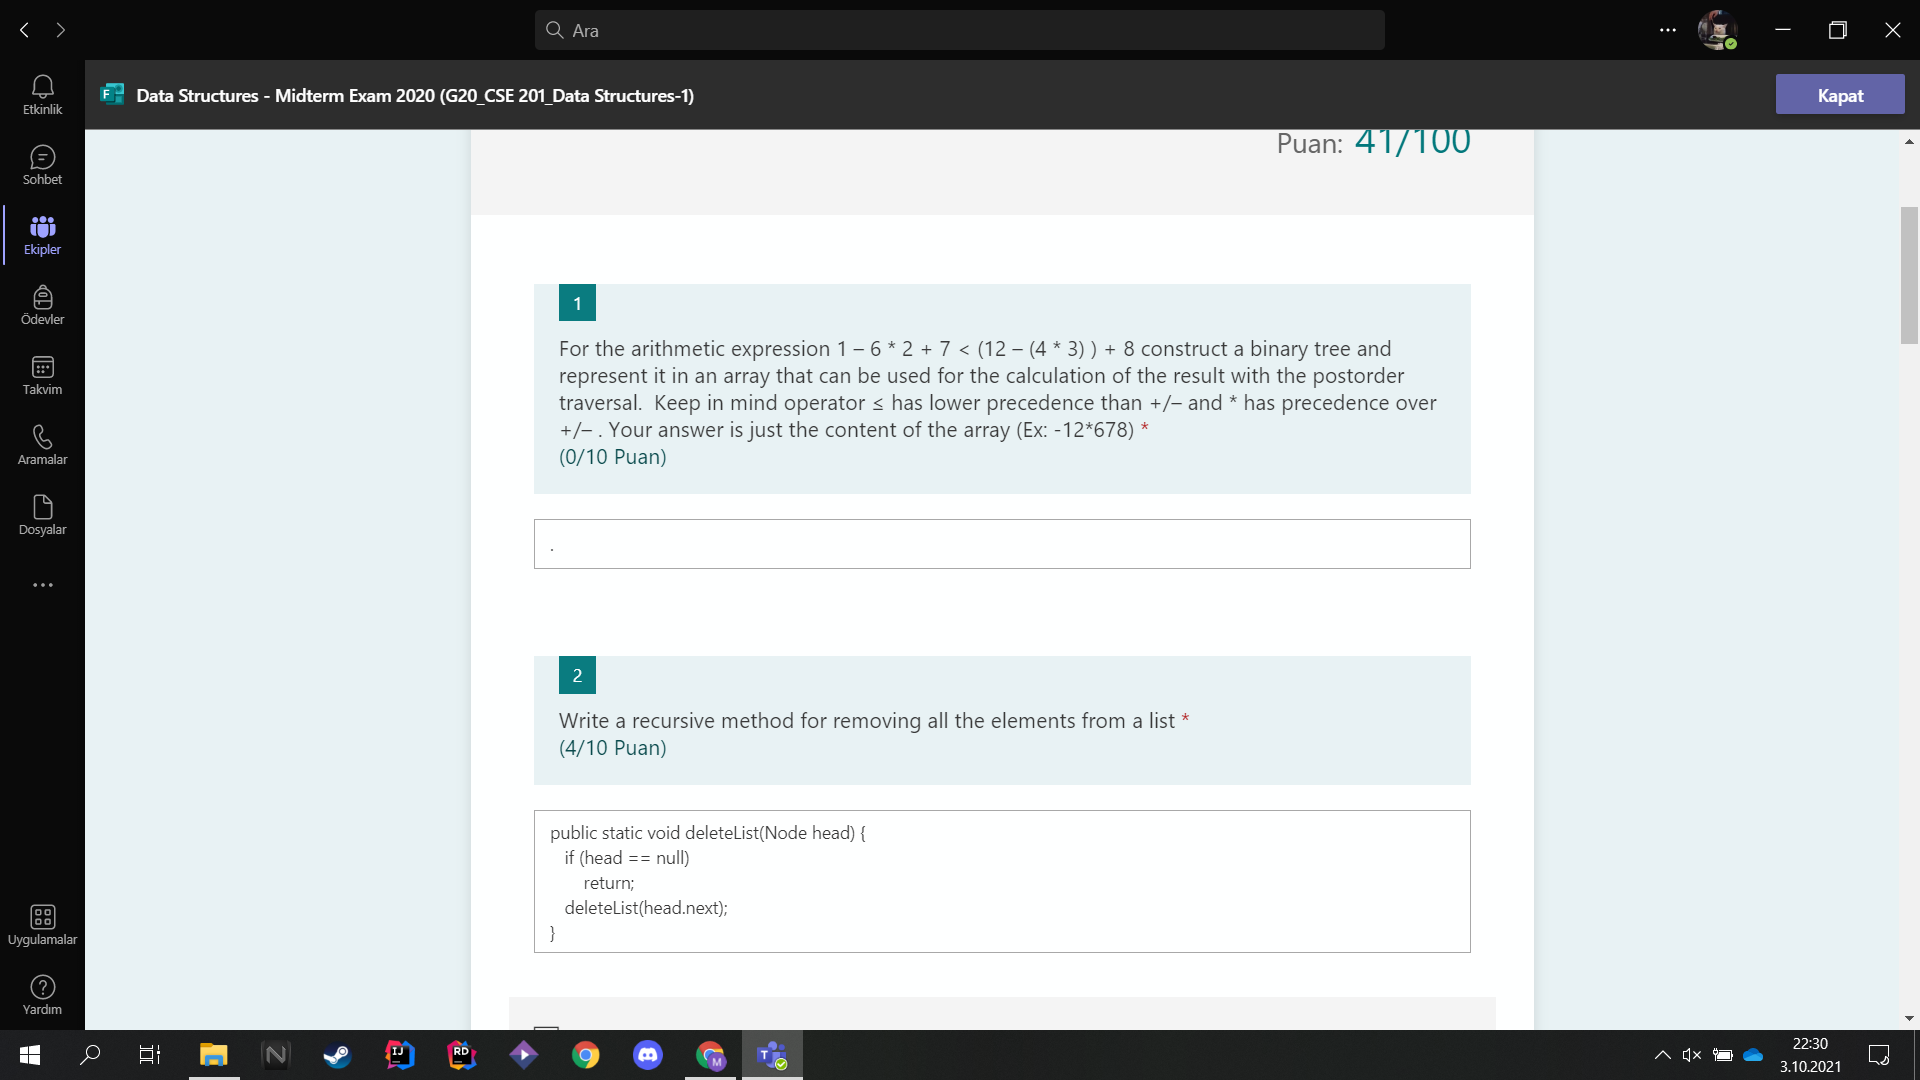 Ara
Data Structures - Midterm Exam 2020 (G20_CSE 201_Data Structures-1)
Kapat
Etkinlik
Sohbet
Ekipler
Ödevler
Takvim
Aramalar
Dosyalar
Uygulamalar
Yardım
Puan: 41/100
1
For the arithmetic expression 1 – 6 * 2 + 7 < (12 – (4 * 3) ) + 8 construct a binary tree and
represent it in an array that can be used for the calculation of the result with the postorder
traversal.  Keep in mind operator ≤ has lower precedence than +/– and * has precedence over
+/– . Your answer is just the content of the array (Ex: -12*678) *
(0/10 Puan)
.
2
Write a recursive method for removing all the elements from a list *
(4/10 Puan)
public static void deleteList(Node head) {
if (head == null)
return;
deleteList(head.next);
}
22:30
3.10.2021